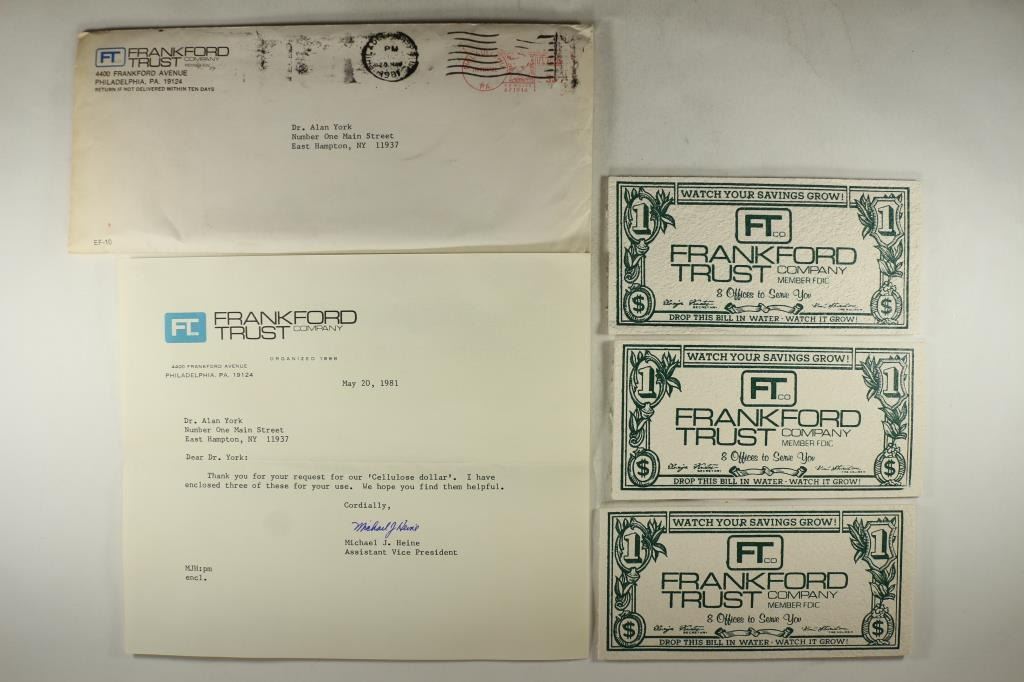 FT FRANKFORD
TRUST COMPANY
4400 FRANKFORD AVENUE
PHILADELPHIA, PA. 19124
RETURN IF NOT DELIVERED WITHIN TEN DAYS
PM
1981
PA.
Dr. Alan York
Number One Main Street
East Hampton, NY 11937
EF-10
FT FRANKFORD
TRUST COMPANY
ORGANIZED 1888
4400 FRANKFORD AVENUE
PHILADELPHIA, PA. 19124
May 20, 1981
Dr. Alan York
Number One Main Street
East Hampton, NY 11937
Dear Dr. York:
Thank you for your request for our 'Cellulose dollar'. I have
enclosed three of these for your use. We hope you find them helpful.
Cordially,
Michael J Heine
Michael J. Heine
Assistant Vice President
MJH:pm
encl.
1 WATCH YOUR SAVINGS GROW! 1
FT CO
FRANKFORD
TRUST COMPANY
MEMBER FDIC
8 Offices to Serve You
SECRETARY
$ DROP THIS BILL IN WATER - WATCH IT GROW! $
1 WATCH YOUR SAVINGS GROW! 1
FT CO
FRANKFORD
TRUST COMPANY
MEMBER FDIC
8 Offices to Serve You
SECRETARY
$ DROP THIS BILL IN WATER - WATCH IT GROW! $
1 WATCH YOUR SAVINGS GROW! 1
FT CO
FRANKFORD
TRUST COMPANY
MEMBER FDIC
8 Offices to Serve You
SECRETARY
$ DROP THIS BILL IN WATER - WATCH IT GROW! $